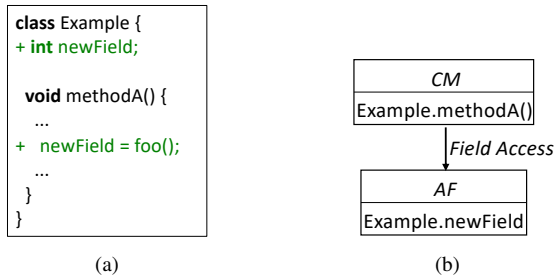 class Example {
+ int newField;
void methodA() {
...
+ newField = foo();
...
}
}
(a)
CM
Example.methodA()
Field Access
AF
Example.newField
(b)